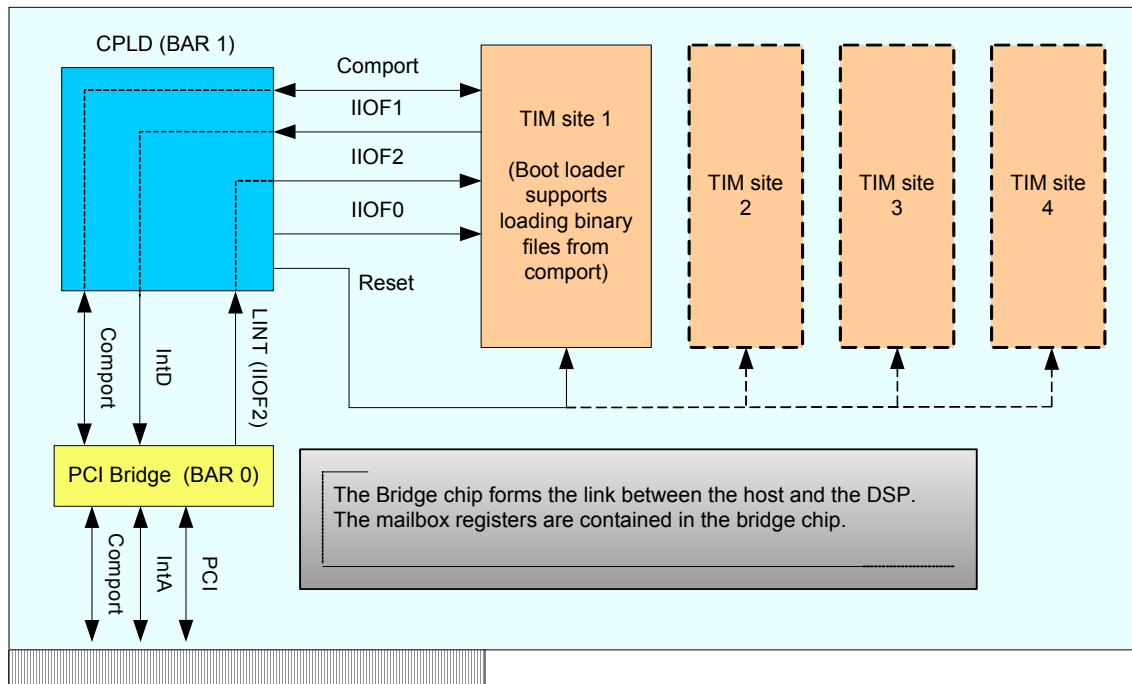 CPLD (BAR 1)
Comport
IIOF1
IIOF2
IIOF0
Reset
TIM site 1
(Boot loader
supports
loading binary
files from
comport)
TIM site
2
TIM site
3
TIM site
4
Comport
IntD
LINT (IIOF2)
PCI Bridge (BAR 0)
Comport
IntA
PCI
The Bridge chip forms the link between the host and the DSP.
The mailbox registers are contained in the bridge chip.